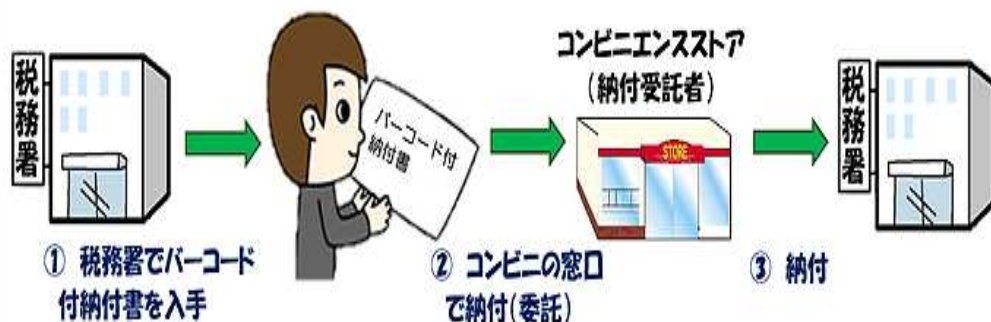 税務署
バーコード付
納付書
コンビニエンスストア
(納付受託者)
STORE
税務署
① 税務署でバーコード
付納付書を入手
② コンビニの窓口
で納付(委託)
③ 納付